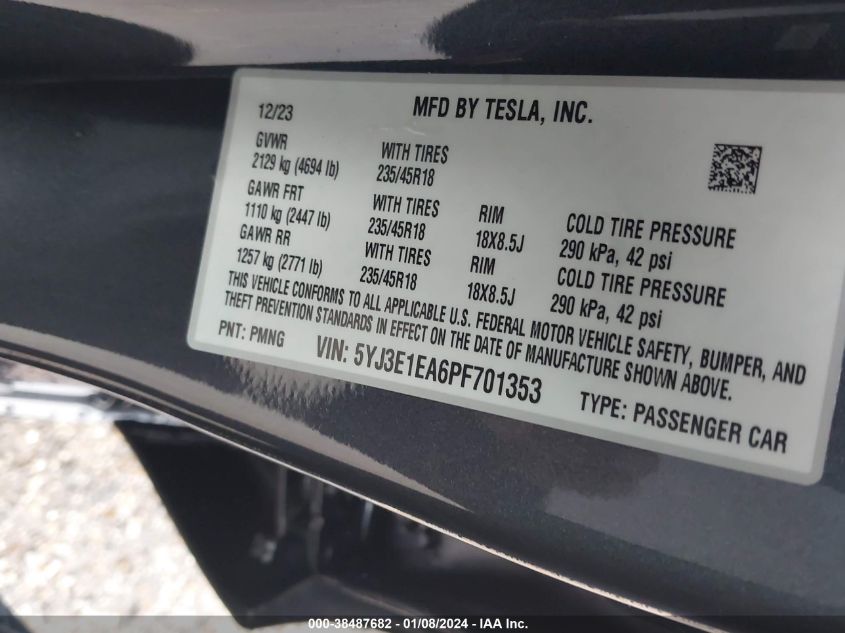 12/23
MFD BY TESLA, INC.
GVWR
2129 kg (4694 lb)
WITH TIRES
235/45R18
GAWR FRT
1110 kg (2447 lb)
WITH TIRES
235/45R18
RIM
18X8.5J
COLD TIRE PRESSURE
290 kPa, 42 psi
GAWR RR
1257 kg (2771 lb)
WITH TIRES
235/45R18
RIM
18X8.5J
COLD TIRE PRESSURE
290 kPa, 42 psi
THIS VEHICLE CONFORMS TO ALL APPLICABLE U.S. FEDERAL MOTOR VEHICLE SAFETY, BUMPER, AND
THEFT PREVENTION STANDARDS IN EFFECT ON THE DATE OF MANUFACTURE SHOWN ABOVE.
PNT: PMNG
VIN: 5YJ3E1EA6PF701353
TYPE: PASSENGER CAR
000-38487682 - 01/08/2024 - IAA Inc.